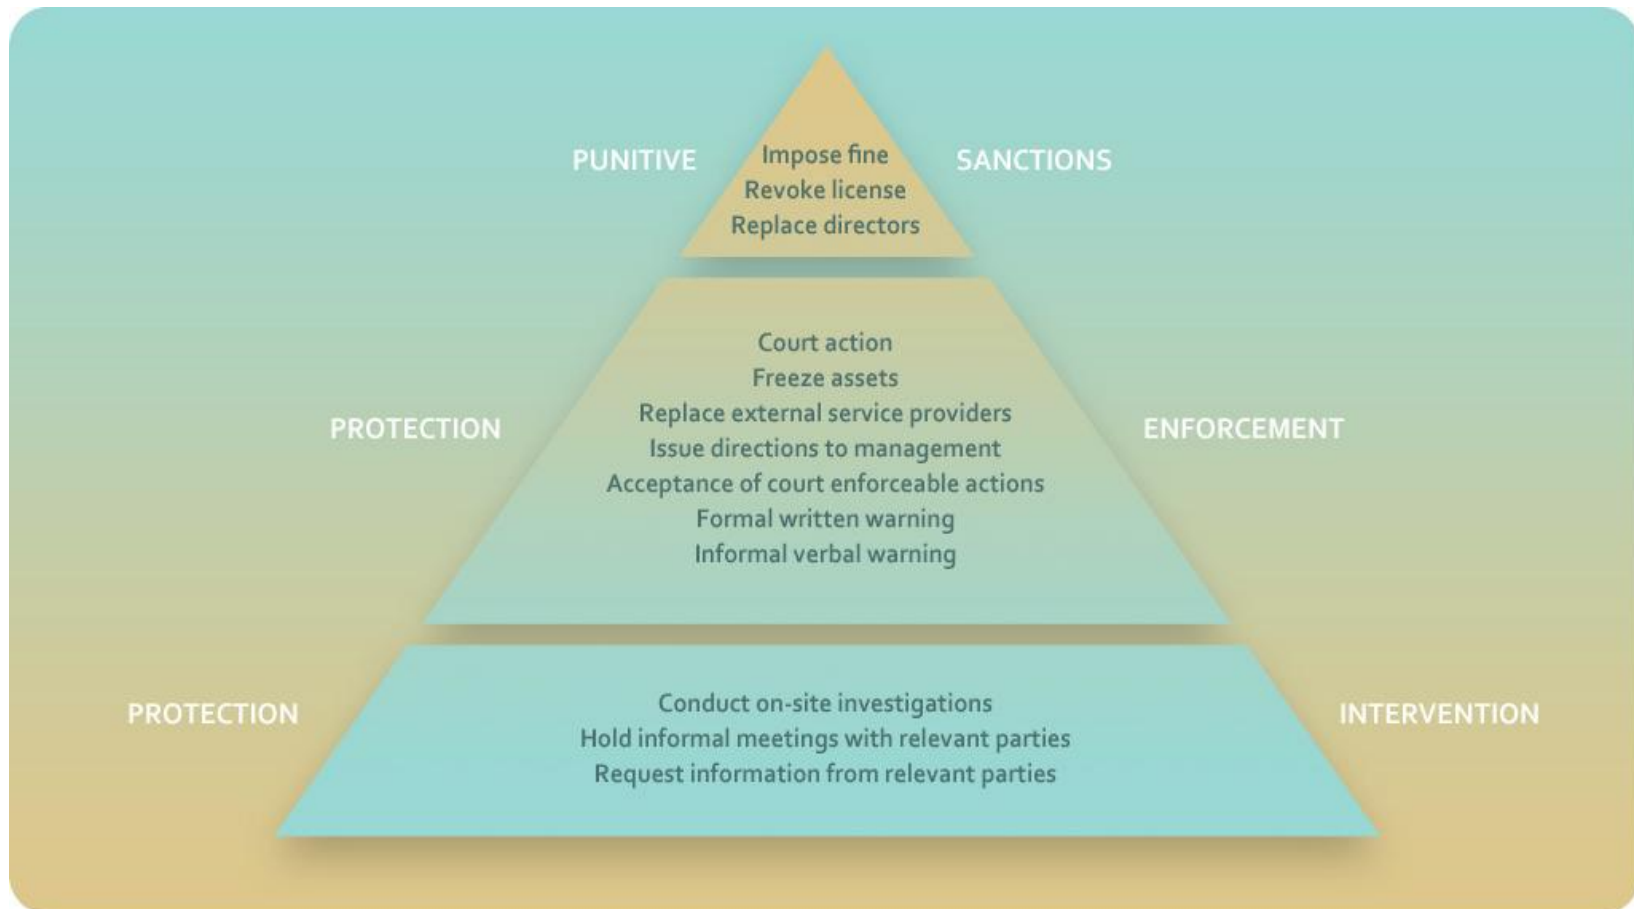 PUNITIVE
SANCTIONS
Impose fine
Revoke license
Replace directors
PROTECTION
ENFORCEMENT
Court action
Freeze assets
Replace external service providers
Issue directions to management
Acceptance of court enforceable actions
Formal written warning
Informal verbal warning
PROTECTION
INTERVENTION
Conduct on-site investigations
Hold informal meetings with relevant parties
Request information from relevant parties